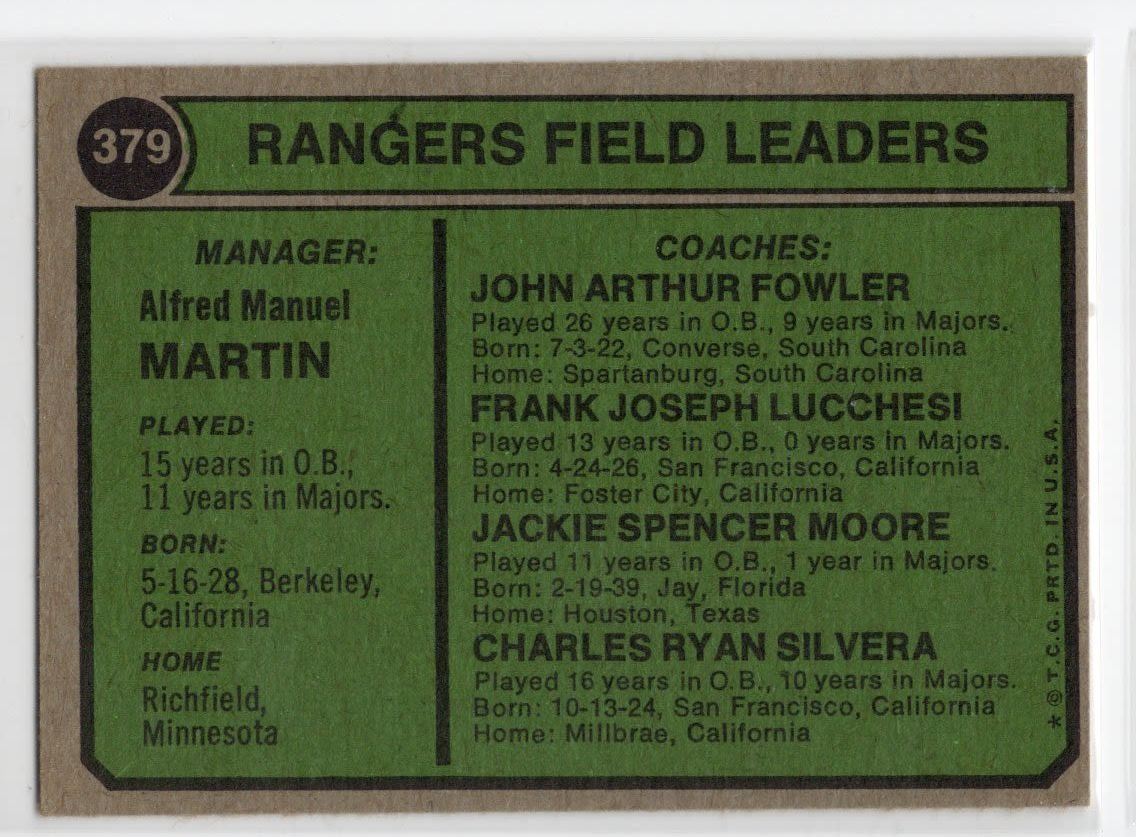 379
RANGERS FIELD LEADERS
MANAGER:
Alfred Manuel
MARTIN
PLAYED:
15 years in O.B.,
11 years in Majors.
BORN:
5-16-28, Berkeley,
California
HOME
Richfield,
Minnesota
COACHES:
JOHN ARTHUR FOWLER
Played 26 years in O.B., 9 years in Majors.
Born: 7-3-22, Converse, South Carolina
Home: Spartanburg, South Carolina
FRANK JOSEPH LUCCHESI
Played 13 years in O.B., 0 years in Majors.
Born: 4-24-26, San Francisco, California
Home: Foster City, California
JACKIE SPENCER MOORE
Played 11 years in O.B., 1 year in Majors.
Born: 2-19-39, Jay, Florida
Home: Houston, Texas
CHARLES RYAN SILVERA
Played 16 years in O.B., 10 years in Majors.
Born: 10-13-24, San Francisco, California
Home: Millbrae, California
* © T.C.G. PRTD. IN U.S.A.